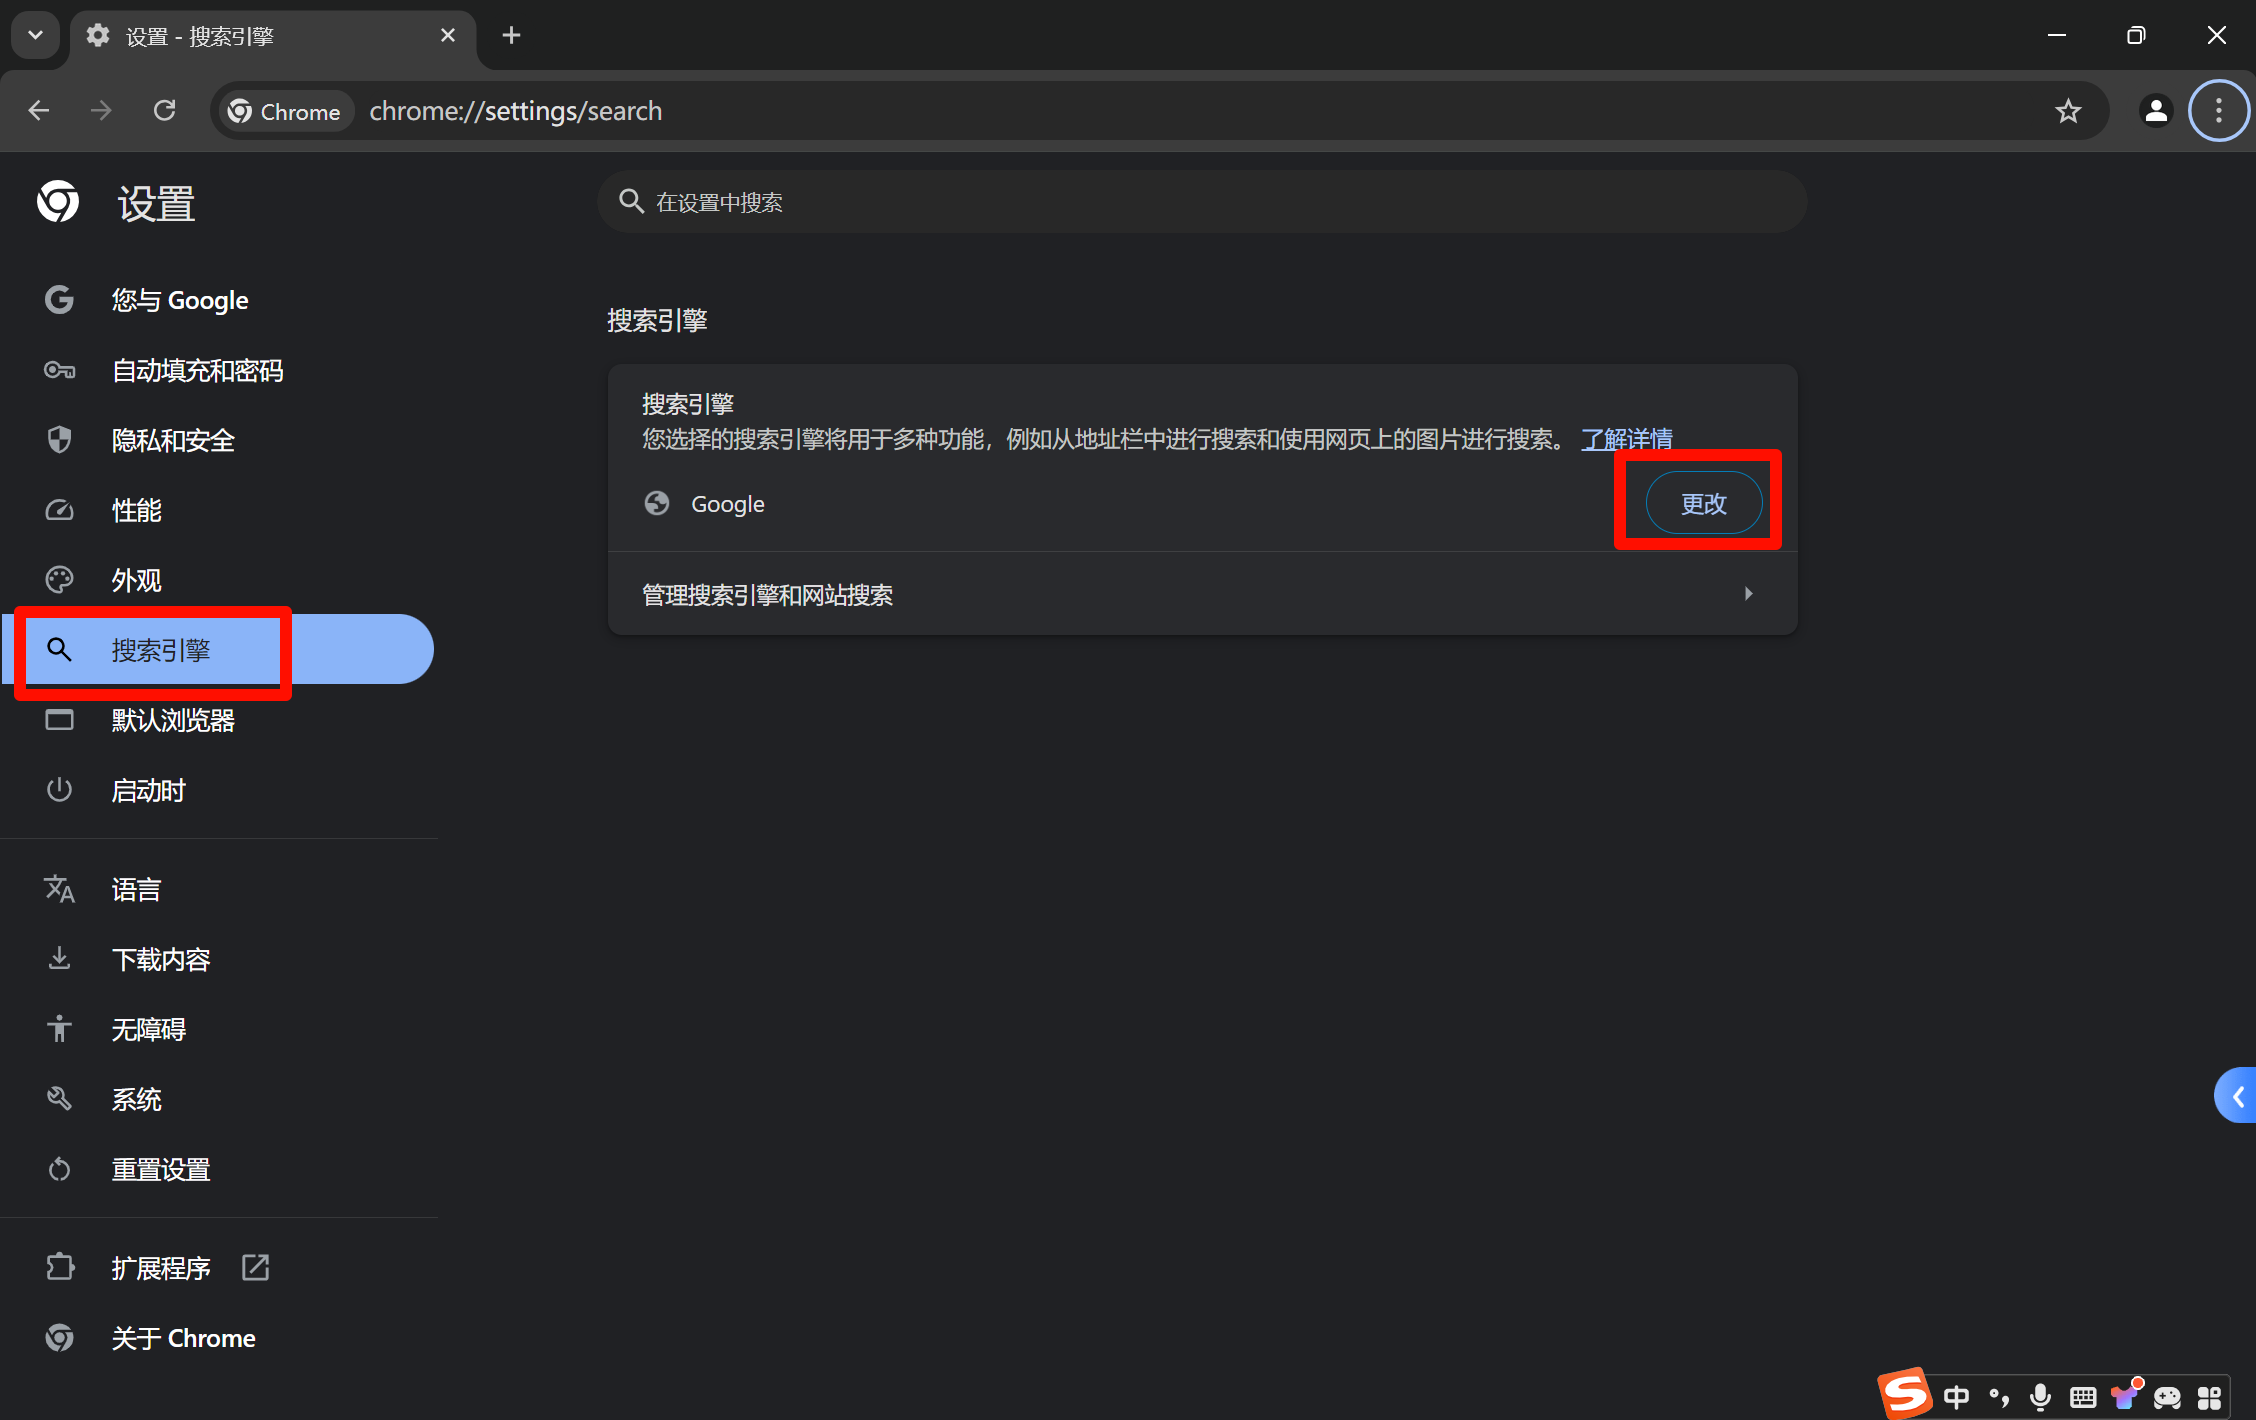 设置 - 搜索引擎
Chrome chrome://settings/search
设置
在设置中搜索
您与 Google
自动填充和密码
隐私和安全
性能
外观
搜索引擎
默认浏览器
启动时
语言
下载内容
无障碍
系统
重置设置
扩展程序
关于 Chrome
搜索引擎
搜索引擎
您选择的搜索引擎将用于多种功能，例如从地址栏中进行搜索和使用网页上的图片进行搜索。 了解详情
Google
更改
管理搜索引擎和网站搜索
中